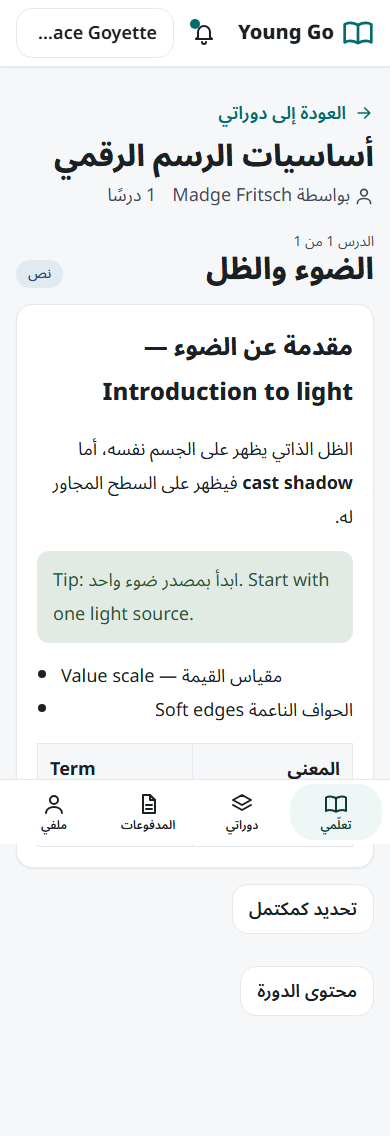 Young Go
...ace Goyette
العودة إلى دوراتي
أساسيات الرسم الرقمي
بواسطة Madge Fritsch 1 درسًا
الدرس 1 من 1
الضوء والظل
نص
مقدمة عن الضوء —
Introduction to light
الظل الذاتي يظهر على الجسم نفسه، أما
cast shadow فيظهر على السطح المجاور
له.
Tip: ابدأ بمصدر ضوء واحد. Start with
one light source.
Value scale — مقياس القيمة
الحواف الناعمة Soft edges
المعنى Term
تعلّمي
دوراتي
المدفوعات
ملفي
تحديد كمكتمل
محتوى الدورة